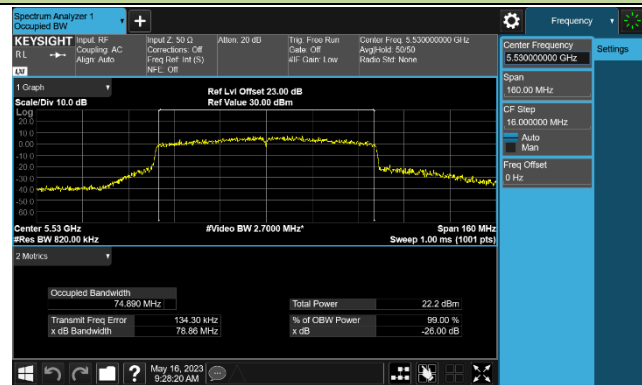 Spectrum Analyzer 1
Occupied BW
Frequency
KEYSIGHT
RL
LXI
Input: RF
Coupling: AC
Align: Auto
Input Z: 50 Ω
Corrections: Off
Freq Ref: Int (S)
NFE: Off
Atten: 20 dB
Trig: Free Run
Gate: Off
#IF Gain: Low
Center Freq: 5.530000000 GHz
Avg|Hold: 50/50
Radio Std: None
Center Frequency
5.530000000 GHz
Settings
Span
160.00 MHz
CF Step
16.000000 MHz
Auto
Man
Freq Offset
0 Hz
1 Graph
Scale/Div 10.0 dB
Ref Lvl Offset 23.00 dB
Ref Value 30.00 dBm
Log
20.0
10.0
0.00
-10.0
-20.0
-30.0
-40.0
-50.0
-60.0
Center 5.53 GHz
#Video BW 2.7000 MHz*
Span 160 MHz
#Res BW 820.00 kHz
Sweep 1.00 ms (1001 pts)
2 Metrics
Occupied Bandwidth
74.890 MHz
Total Power 22.2 dBm
Transmit Freq Error 134.30 kHz
% of OBW Power 99.00 %
x dB Bandwidth 78.86 MHz
x dB -26.00 dB
?
May 16, 2023
9:28:20 AM